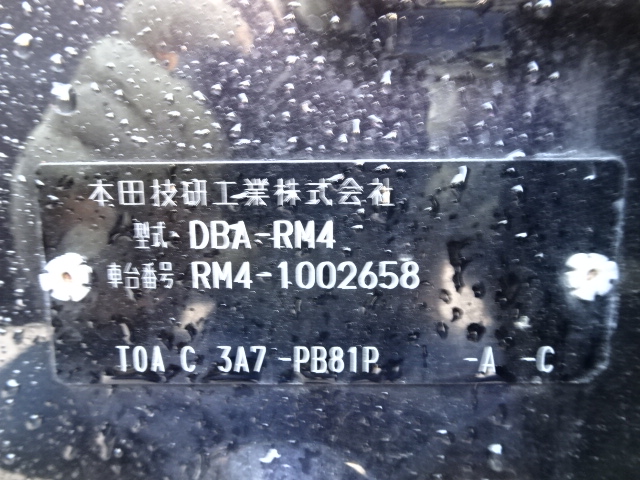 本田技研工業株式会社
型式 DBA-RM4
車台番号 RM4-1002658
T0A C 3A7 -PB81P -A -C